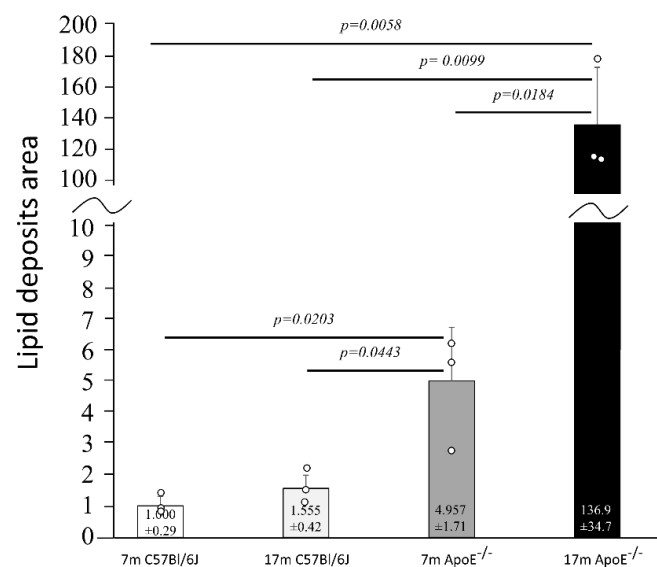 Lipid deposits area
200
180
160
140
120
100
10
9
8
7
6
5
4
3
2
1
0
p=0.0058
p= 0.0099
p=0.0184
p=0.0203
p=0.0443
1.000
±0.29
1.555
±0.42
4.957
±1.71
136.9
±34.7
7m C57Bl/6J
17m C57Bl/6J
7m ApoE-/-
17m ApoE-/-